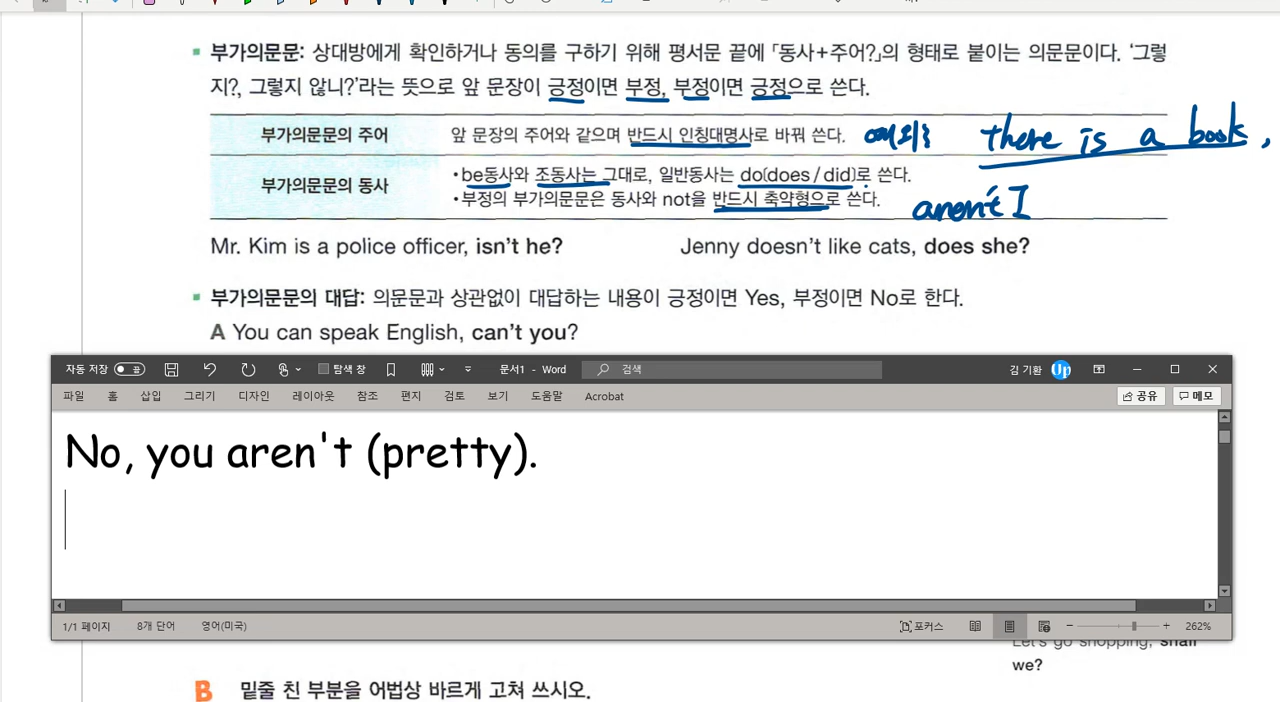 ▪ 부가의문문: 상대방에게 확인하거나 동의를 구하기 위해 평서문 끝에 「동사+주어?」의 형태로 붙이는 의문문이다. '그렇
지?, 그렇지 않니?'라는 뜻으로 앞 문장이 긍정이면 부정, 부정이면 긍정으로 쓴다.
부가의문문의 주어 앞 문장의 주어와 같으며 반드시 인칭대명사로 바꿔 쓴다. 예외: there is a book,
부가의문문의 동사 •be동사와 조동사는 그대로, 일반동사는 do(does / did)로 쓴다.
•부정의 부가의문문은 동사와 not을 반드시 축약형으로 쓴다. aren't I
Mr. Kim is a police officer, isn't he? Jenny doesn't like cats, does she?
▪ 부가의문문의 대답: 의문문과 상관없이 대답하는 내용이 긍정이면 Yes, 부정이면 No로 한다.
A You can speak English, can't you?
자동 저장 끔 탐색 창 문서1 - Word 검색 김 기환 Up
파일 홈 삽입 그리기 디자인 레이아웃 참조 편지 검토 보기 도움말 Acrobat 공유 메모
No, you aren't (pretty).
1/1 페이지 8개 단어 영어(미국) 포커스 262%
Let's go shopping, shall
we?
B 밑줄 친 부분을 어법상 바르게 고쳐 쓰시오.